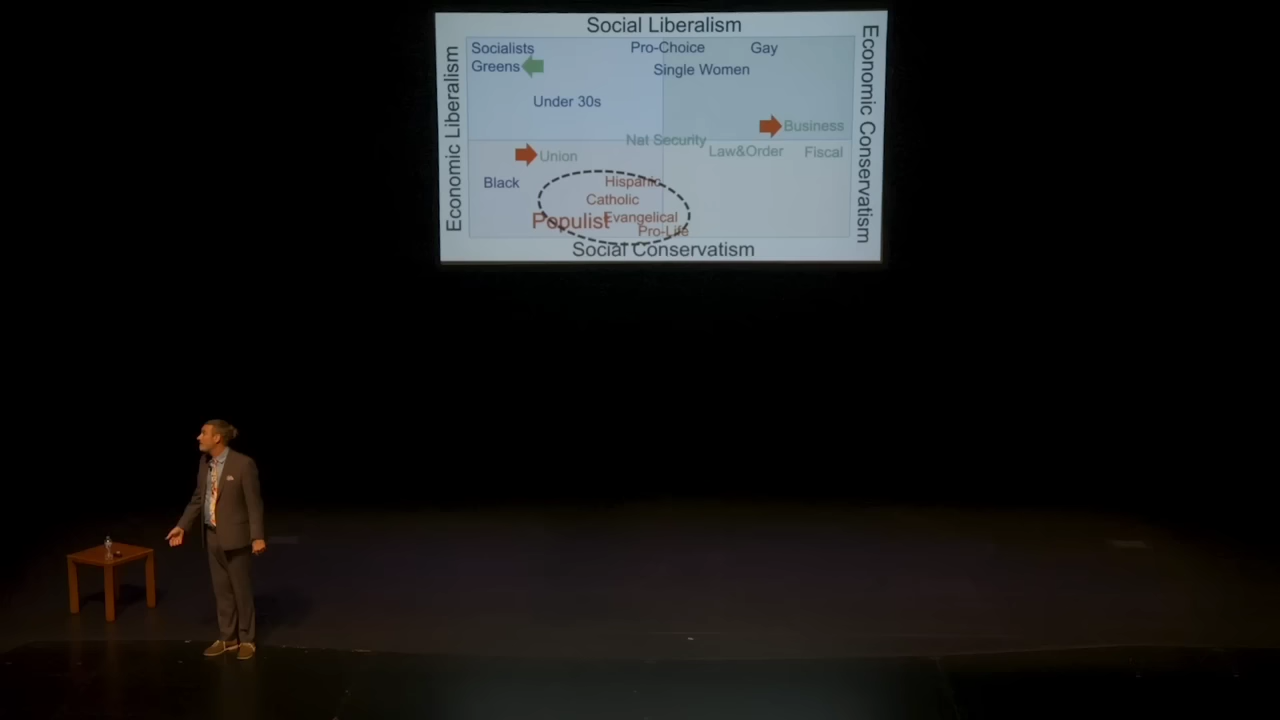 Social Liberalism
Economic Liberalism
Economic Conservatism
Socialists
Pro-Choice
Gay
Greens
Single Women
Under 30s
Business
Nat Security
Law&Order
Fiscal
Union
Black
Hispanic
Catholic
Populist
Evangelical
Pro-Life
Social Conservatism